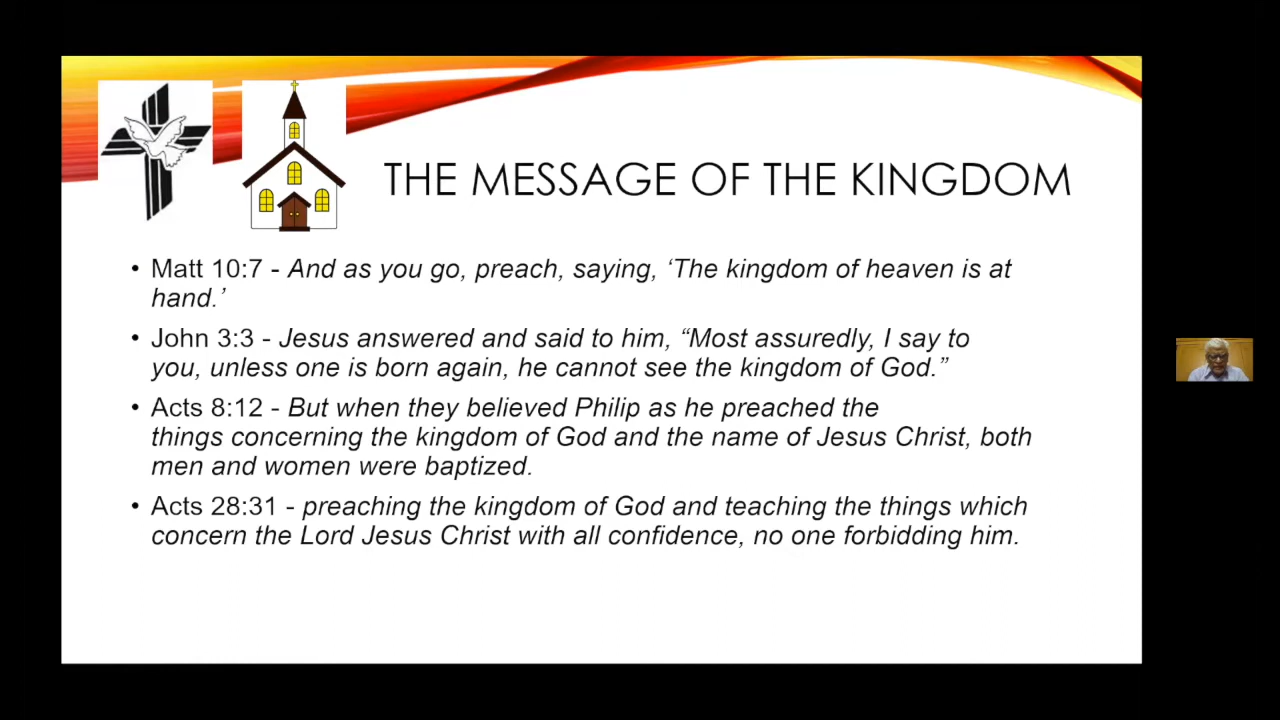 THE MESSAGE OF THE KINGDOM
• Matt 10:7 - And as you go, preach, saying, ‘The kingdom of heaven is at
hand.’
• John 3:3 - Jesus answered and said to him, “Most assuredly, I say to
you, unless one is born again, he cannot see the kingdom of God.”
• Acts 8:12 - But when they believed Philip as he preached the
things concerning the kingdom of God and the name of Jesus Christ, both
men and women were baptized.
• Acts 28:31 - preaching the kingdom of God and teaching the things which
concern the Lord Jesus Christ with all confidence, no one forbidding him.